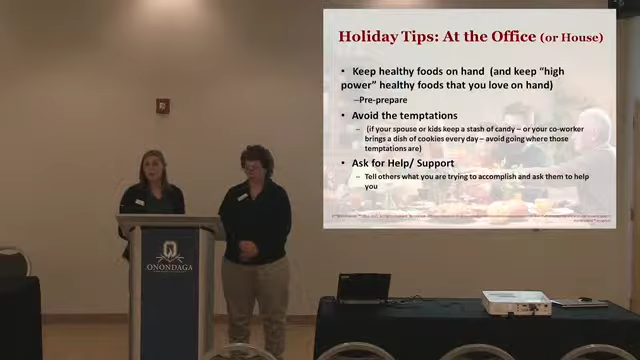 Holiday Tips: At the Office (or House)
• Keep healthy foods on hand (and keep “high
power” healthy foods that you love on hand)
–Pre-prepare
• Avoid the temptations
– (if your spouse or kids keep a stash of candy – or your co-worker
brings a dish of cookies every day – avoid going where those
temptations are)
• Ask for Help/ Support
– Tell others what you are trying to accomplish and ask them to help
you
ONONDAGA